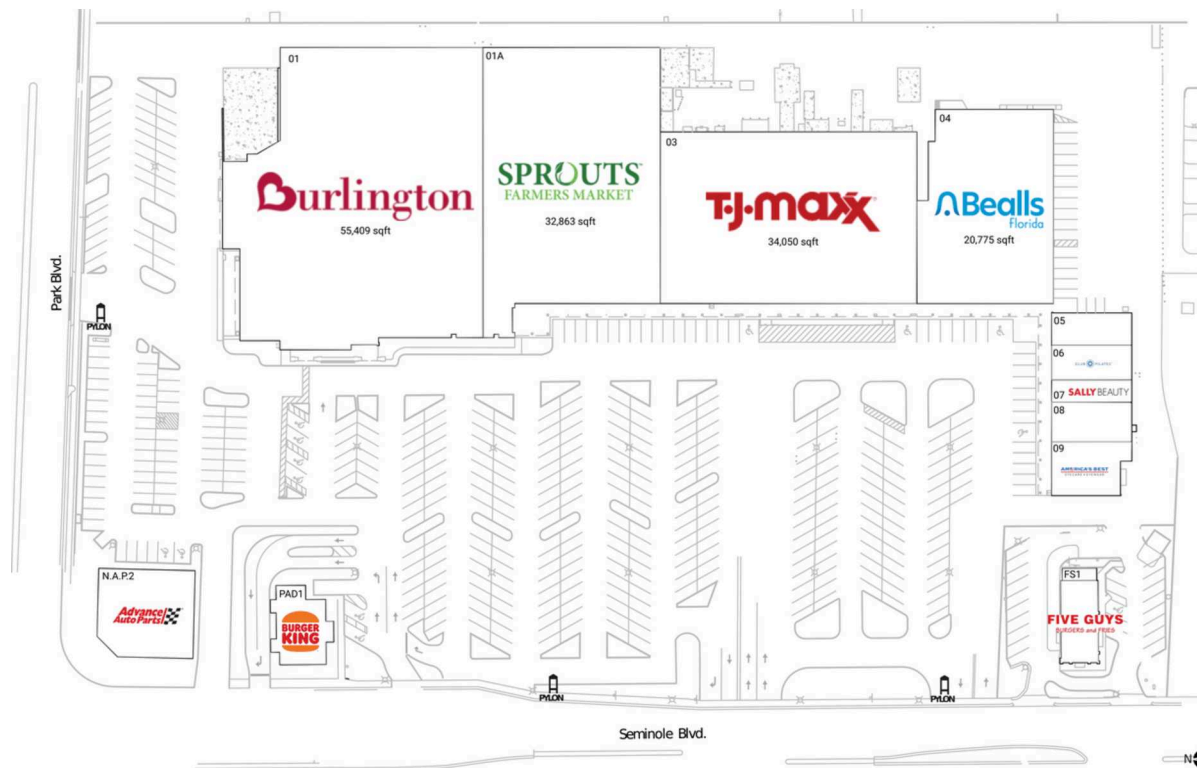 01
01A
Burlington
55,409 sqft
SPROUTS
FARMERS MARKET
32,863 sqft
03
T·J·maxx
34,050 sqft
04
Bealls
Florida
20,775 sqft
Park Blvd.
PYLON
05
06
07 SALLY BEAUTY
08
09
AMERICA'S BEST
N.A.P.2
Advance
Auto Parts
PAD1
BURGER
KING
FS1
FIVE GUYS
BURGERS and FRIES
PYLON
PYLON
Seminole Blvd.
N